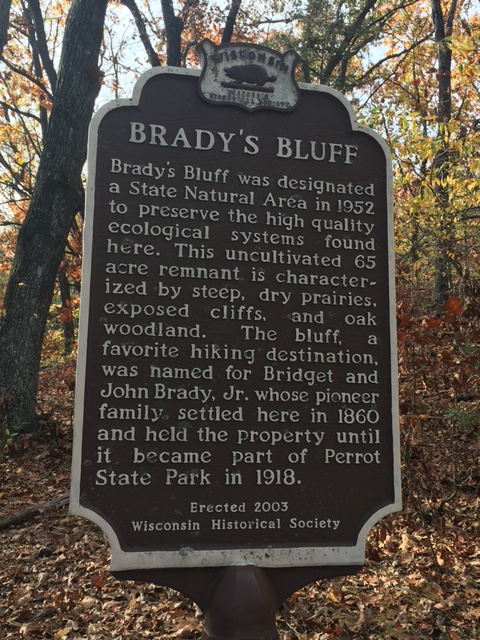 WISCONSIN
WISCONSIN
HISTORICAL SOCIETY
BRADY'S BLUFF
Brady's Bluff was designated
a State Natural Area in 1952
to preserve the high quality
ecological systems found
here. This uncultivated 65
acre remnant is character-
ized by steep, dry prairies,
exposed cliffs, and oak
woodland. The bluff, a
favorite hiking destination,
was named for Bridget and
John Brady, Jr. whose pioneer
family settled here in 1860
and held the property until
it became part of Perrot
State Park in 1918.
Erected 2003
Wisconsin Historical Society